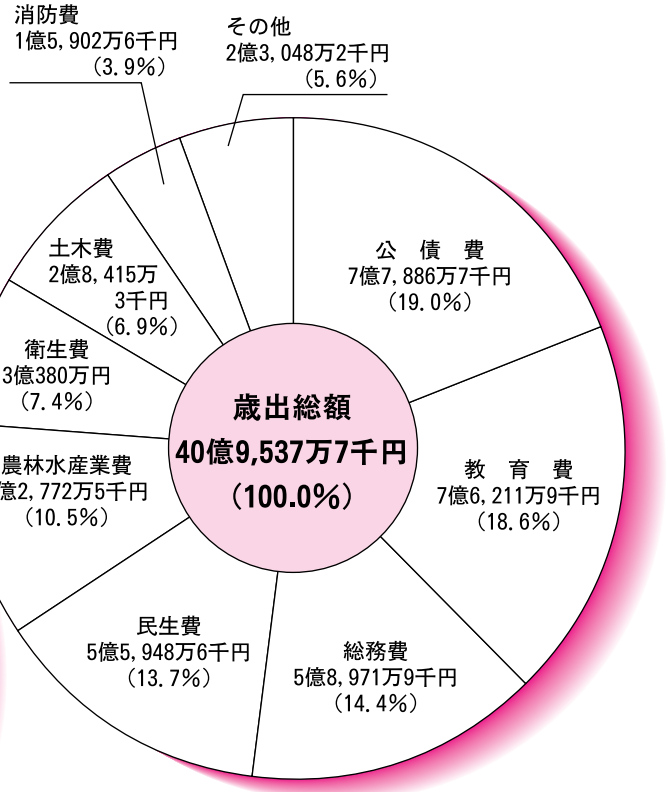 消防費
1億5,902万6千円
(3.9%)
その他
2億3,048万2千円
(5.6%)
公 債 費
7億7,886万7千円
(19.0%)
土木費
2億8,415万
3千円
(6.9%)
衛生費
3億380万円
(7.4%)
歳出総額
40億9,537万7千円
(100.0%)
農林水産業費
億2,772万5千円
(10.5%)
教 育 費
7億6,211万9千円
(18.6%)
民生費
5億5,948万6千円
(13.7%)
総務費
5億8,971万9千円
(14.4%)